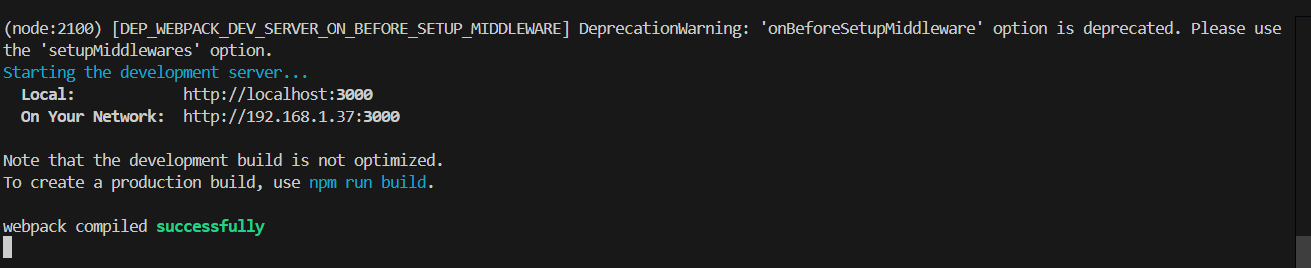 (node:2100) [DEP_WEBPACK_DEV_SERVER_ON_BEFORE_SETUP_MIDDLEWARE] DeprecationWarning: 'onBeforeSetupMiddleware' option is deprecated. Please use
the 'setupMiddlewares' option.
Starting the development server...
Local: http://localhost:3000
On Your Network: http://192.168.1.37:3000
Note that the development build is not optimized.
To create a production build, use npm run build.
webpack compiled successfully